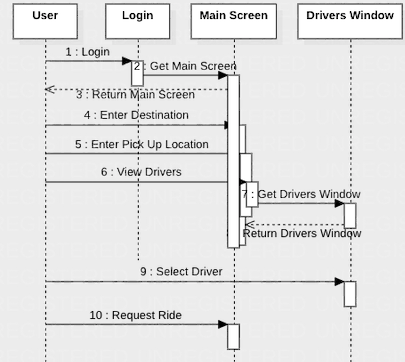 User
Login
Main Screen
Drivers Window
1 : Login
2 : Get Main Screen
3 : Return Main Screen
4 : Enter Destination
5 : Enter Pick Up Location
6 : View Drivers
7 : Get Drivers Window
Return Drivers Window
9 : Select Driver
10 : Request Ride